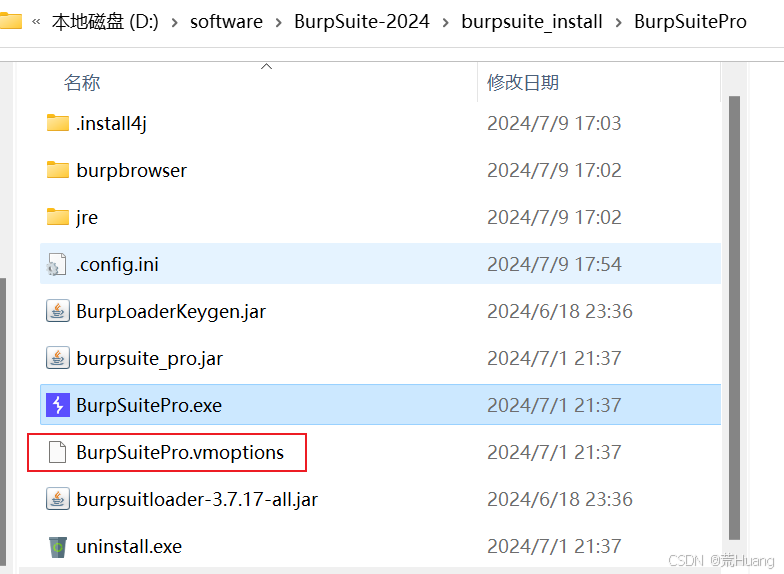 « 本地磁盘 (D:) › software › BurpSuite-2024 › burpsuite_install › BurpSuitePro
名称 修改日期
.install4j 2024/7/9 17:03
burpbrowser 2024/7/9 17:02
jre 2024/7/9 17:02
.config.ini 2024/7/9 17:54
BurpLoaderKeygen.jar 2024/6/18 23:36
burpsuite_pro.jar 2024/7/1 21:37
BurpSuitePro.exe 2024/7/1 21:37
BurpSuitePro.vmoptions 2024/7/1 21:37
burpsuitloader-3.7.17-all.jar 2024/6/18 23:36
uninstall.exe 2024/7/1 21:37
CSDN @荒Huang